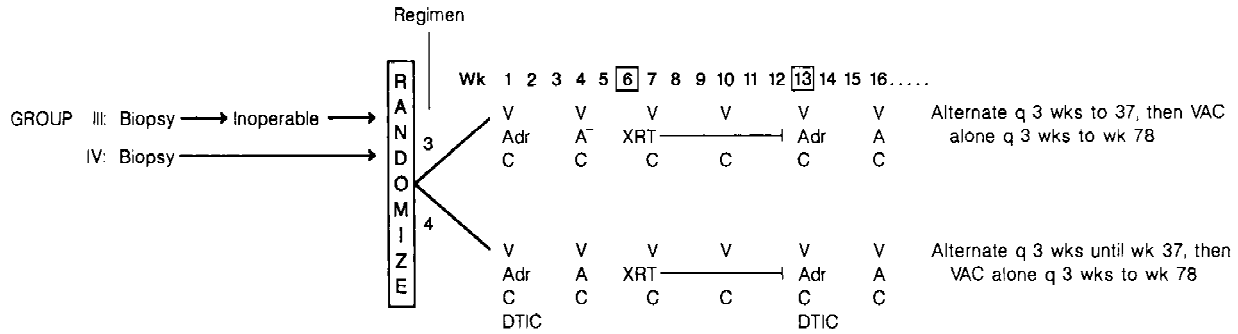 Regimen
Wk 1 2 3 4 5 6 7 8 9 10 11 12 13 14 15 16.....
RANDOMIZE
GROUP III: Biopsy Inoperable
IV: Biopsy
3
V V V V V V
Adr A XRT Adr A
C C C C C C
Alternate q 3 wks to 37, then VAC
alone q 3 wks to wk 78
4
V V V V V V
Adr A XRT Adr A
C C C C C C
DTIC DTIC
Alternate q 3 wks until wk 37, then
VAC alone q 3 wks to wk 78